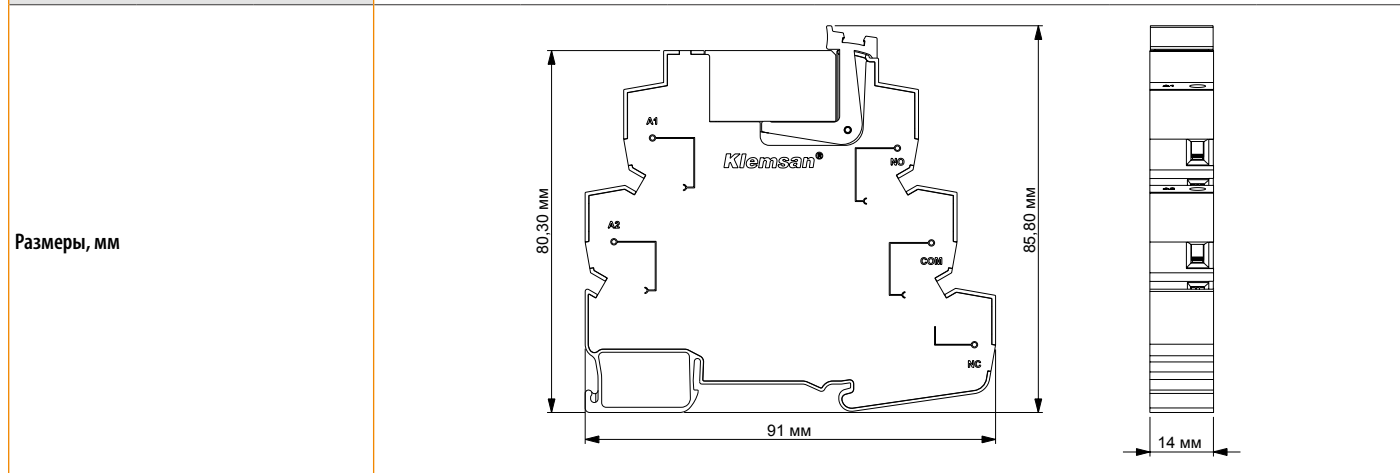 Размеры, мм
80,30 мм
A1
A2
Klemsan®
NO
COM
NC
91 мм
85,80 мм
14 мм